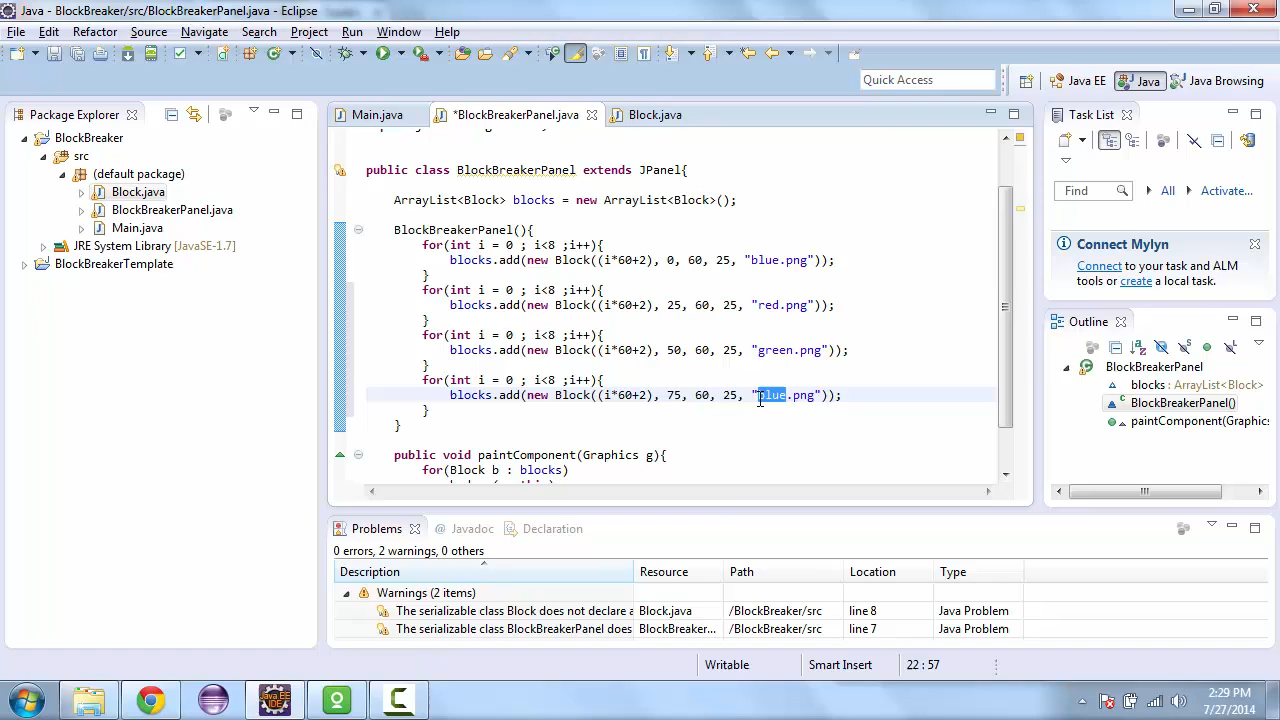 Java - BlockBreaker/src/BlockBreakerPanel.java - Eclipse
File Edit Refactor Source Navigate Search Project Run Window Help
Quick Access
Java EE
Java
Java Browsing
Package Explorer
BlockBreaker
src
(default package)
Block.java
BlockBreakerPanel.java
Main.java
JRE System Library [JavaSE-1.7]
BlockBreakerTemplate
Main.java
*BlockBreakerPanel.java
Block.java
public class BlockBreakerPanel extends JPanel{
ArrayList<Block> blocks = new ArrayList<Block>();
BlockBreakerPanel(){
for(int i = 0 ; i<8 ;i++){
blocks.add(new Block((i*60+2), 0, 60, 25, "blue.png"));
}
for(int i = 0 ; i<8 ;i++){
blocks.add(new Block((i*60+2), 25, 60, 25, "red.png"));
}
for(int i = 0 ; i<8 ;i++){
blocks.add(new Block((i*60+2), 50, 60, 25, "green.png"));
}
for(int i = 0 ; i<8 ;i++){
blocks.add(new Block((i*60+2), 75, 60, 25, "blue.png"));
}
}
public void paintComponent(Graphics g){
for(Block b : blocks)
Task List
Find
All
Activate...
Connect Mylyn
Connect to your task and ALM
tools or create a local task.
Outline
BlockBreakerPanel
blocks : ArrayList<Block>
BlockBreakerPanel()
paintComponent(Graphics
Problems
@ Javadoc
Declaration
0 errors, 2 warnings, 0 others
Description Resource Path Location Type
Warnings (2 items)
The serializable class Block does not declare a Block.java /BlockBreaker/src line 8 Java Problem
The serializable class BlockBreakerPanel does BlockBreaker... /BlockBreaker/src line 7 Java Problem
Writable
Smart Insert
22 : 57
Java EE
IDE
2:29 PM
7/27/2014